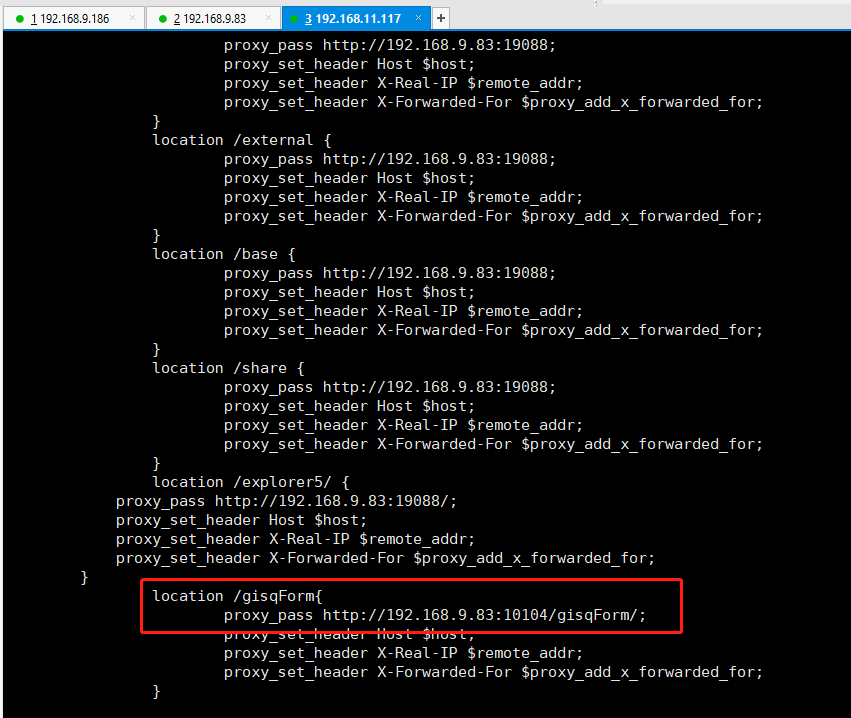 1 192.168.9.186 × 2 192.168.9.83 × 3 192.168.11.117 × +
proxy_pass http://192.168.9.83:19088;
proxy_set_header Host $host;
proxy_set_header X-Real-IP $remote_addr;
proxy_set_header X-Forwarded-For $proxy_add_x_forwarded_for;
}
location /external {
proxy_pass http://192.168.9.83:19088;
proxy_set_header Host $host;
proxy_set_header X-Real-IP $remote_addr;
proxy_set_header X-Forwarded-For $proxy_add_x_forwarded_for;
}
location /base {
proxy_pass http://192.168.9.83:19088;
proxy_set_header Host $host;
proxy_set_header X-Real-IP $remote_addr;
proxy_set_header X-Forwarded-For $proxy_add_x_forwarded_for;
}
location /share {
proxy_pass http://192.168.9.83:19088;
proxy_set_header Host $host;
proxy_set_header X-Real-IP $remote_addr;
proxy_set_header X-Forwarded-For $proxy_add_x_forwarded_for;
}
location /explorer5/ {
proxy_pass http://192.168.9.83:19088/;
proxy_set_header Host $host;
proxy_set_header X-Real-IP $remote_addr;
proxy_set_header X-Forwarded-For $proxy_add_x_forwarded_for;
}
location /gisqForm{
proxy_pass http://192.168.9.83:10104/gisqForm/;
proxy_set_header Host $host;
proxy_set_header X-Real-IP $remote_addr;
proxy_set_header X-Forwarded-For $proxy_add_x_forwarded_for;
}